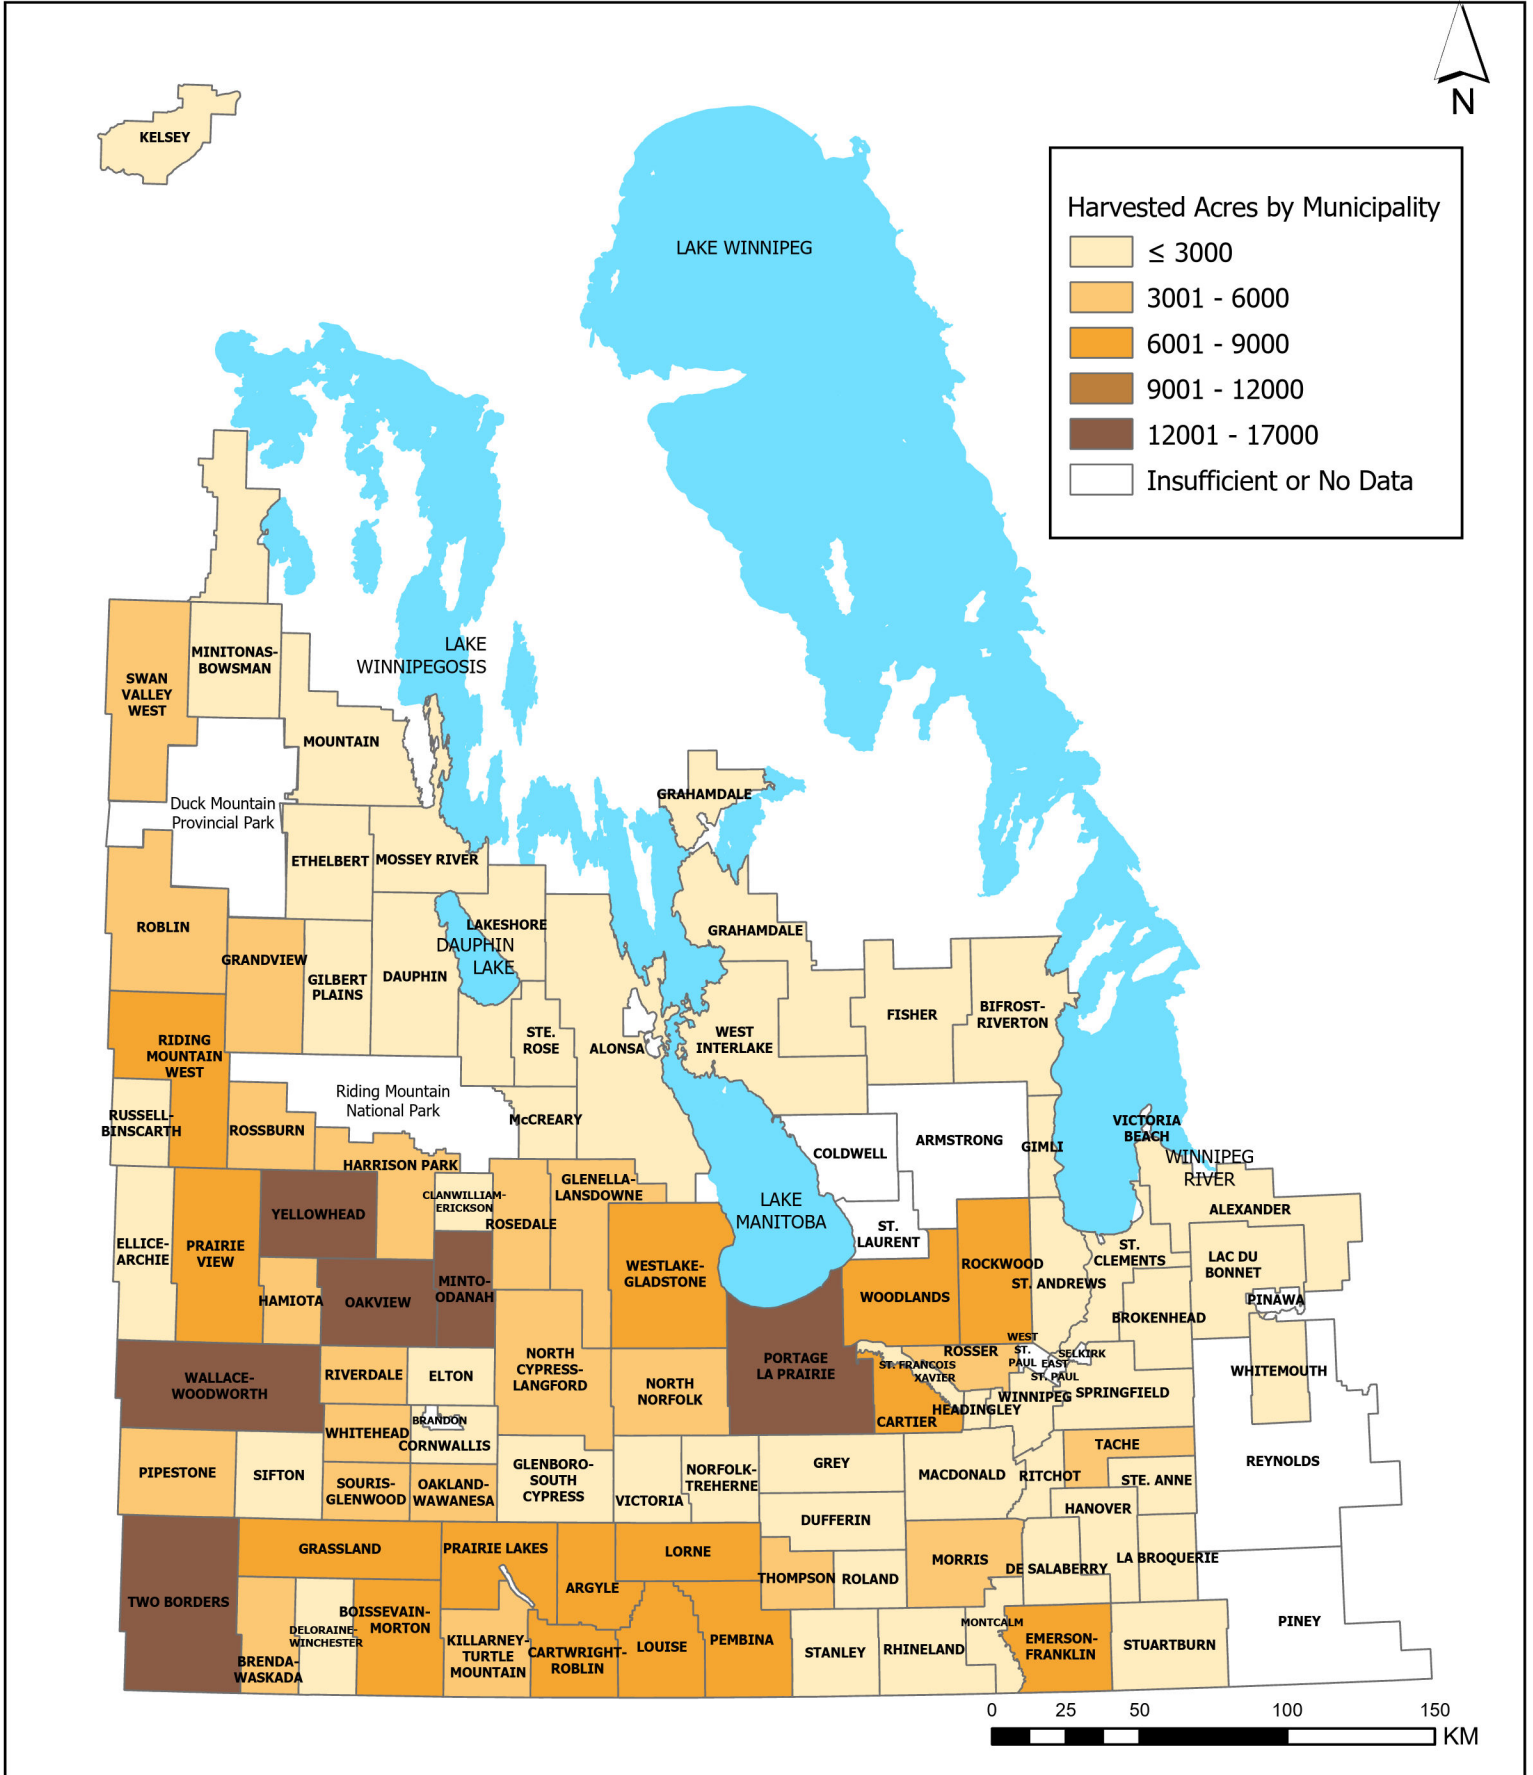 N
KELSEY
LAKE WINNIPEG
Harvested Acres by Municipality
≤ 3000
3001 - 6000
6001 - 9000
9001 - 12000
12001 - 17000
Insufficient or No Data
LAKE
WINNIPEGOSIS
MINITONAS-
BOWSMAN
SWAN
VALLEY
WEST
MOUNTAIN
Duck Mountain
Provincial Park
GRAHAMDALE
ETHELBERT
MOSSEY RIVER
ROBLIN
GRANDVIEW
GILBERT
PLAINS
DAUPHIN
LAKESHORE
DAUPHIN
LAKE
GRAHAMDALE
STE.
ROSE
ALONSA
WEST
INTERLAKE
FISHER
BIFROST-
RIVERTON
RIDING
MOUNTAIN
WEST
Riding Mountain
National Park
RUSSELL-
BINSCARTH
ROSSBURN
McCREARY
HARRISON PARK
COLDWELL
ARMSTRONG
GIMLI
VICTORIA
BEACH
WINNIPEG
RIVER
CLANWILLIAM-
ERICKSON
GLENELLA-
LANSDOWNE
YELLOWHEAD
ROSEDALE
LAKE
MANITOBA
ST.
LAURENT
ALEXANDER
ELLICE-
ARCHIE
PRAIRIE
VIEW
ST.
CLEMENTS
LAC DU
BONNET
HAMIOTA
OAKVIEW
MINTO-
ODANAH
WESTLAKE-
GLADSTONE
WOODLANDS
ROCKWOOD
ST. ANDREWS
PINAWA
BROKENHEAD
WALLACE-
WOODWORTH
RIVERDALE
ELTON
NORTH
CYPRESS-
LANGFORD
NORTH
NORFOLK
PORTAGE
LA PRAIRIE
ST. FRANCOIS
XAVIER
ROSSER
WEST
ST.
PAUL
EAST
ST. PAUL
SELKIRK
WHITEMOUTH
WINNIPEG
SPRINGFIELD
HEADINGLEY
CARTIER
WHITEHEAD
BRANDON
CORNWALLIS
PIPESTONE
SIFTON
SOURIS-
GLENWOOD
OAKLAND-
WAWANESA
GLENBORO-
SOUTH
CYPRESS
VICTORIA
NORFOLK-
TREHERNE
GREY
MACDONALD
RITCHOT
TACHE
STE. ANNE
REYNOLDS
DUFFERIN
HANOVER
GRASSLAND
PRAIRIE LAKES
ARGYLE
LORNE
THOMPSON
ROLAND
MORRIS
DE SALABERRY
LA BROQUERIE
TWO BORDERS
BRENDA-
WASKADA
DELORAINE-
WINCHESTER
BOISSEVAIN-
MORTON
KILLARNEY-
TURTLE
MOUNTAIN
CARTWRIGHT-
ROBLIN
LOUISE
PEMBINA
STANLEY
RHINELAND
MONTCALM
EMERSON-
FRANKLIN
STUARTBURN
PINEY
0 25 50 100 150
KM